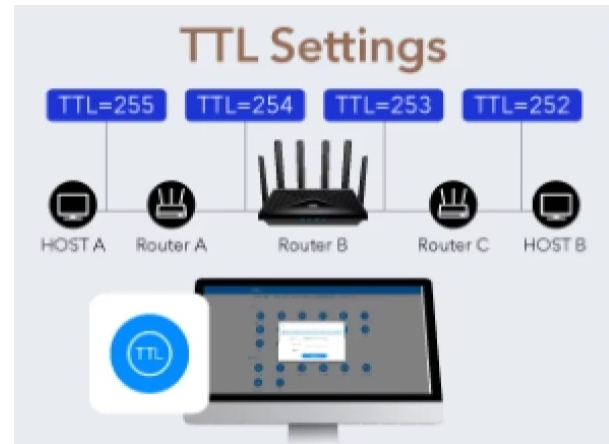 TTL Settings
TTL=255 TTL=254 TTL=253 TTL=252
HOST A Router A Router B Router C HOST B
TTL